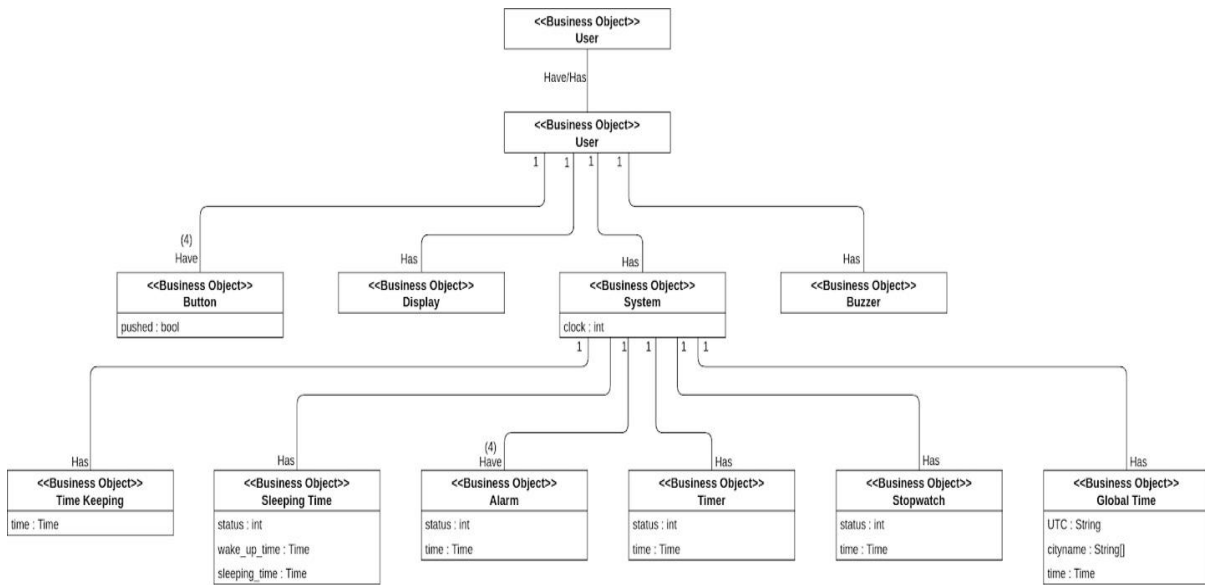 <<Business Object>>
User
Have/Has
<<Business Object>>
User
1
1
1
1
(4)
Have
Has
Has
Has
<<Business Object>>
Button
pushed : bool
<<Business Object>>
Display
<<Business Object>>
System
clock : int
<<Business Object>>
Buzzer
1
1
1
1
1
Has
Has
(4)
Have
Has
Has
Has
<<Business Object>>
Time Keeping
time : Time
<<Business Object>>
Sleeping Time
status : int
wake_up_time : Time
sleeping_time : Time
<<Business Object>>
Alarm
status : int
time : Time
<<Business Object>>
Timer
status : int
time : Time
<<Business Object>>
Stopwatch
status : int
time : Time
<<Business Object>>
Global Time
UTC : String
cityname : String[]
time : Time